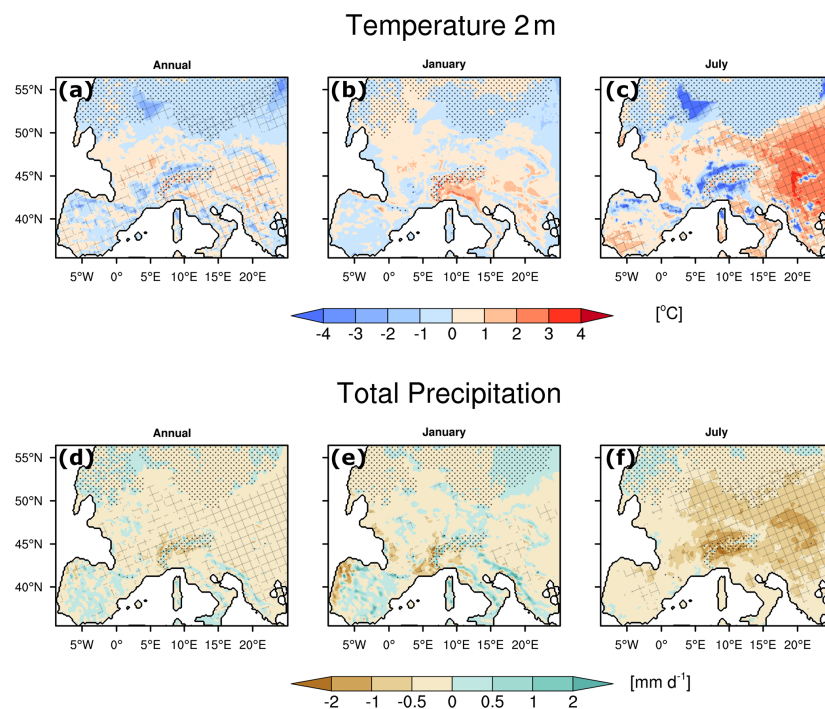 Temperature 2 m
Annual January July
(a) (b) (c)
55°N
50°N
45°N
40°N
5°W 0° 5°E 10°E 15°E 20°E 5°W 0° 5°E 10°E 15°E 20°E 5°W 0° 5°E 10°E 15°E 20°E
-4 -3 -2 -1 0 1 2 3 4 [°C]
Total Precipitation
Annual January July
(d) (e) (f)
55°N
50°N
45°N
40°N
5°W 0° 5°E 10°E 15°E 20°E 5°W 0° 5°E 10°E 15°E 20°E 5°W 0° 5°E 10°E 15°E 20°E
-2 -1 -0.5 0 0.5 1 2 [mm d⁻¹]